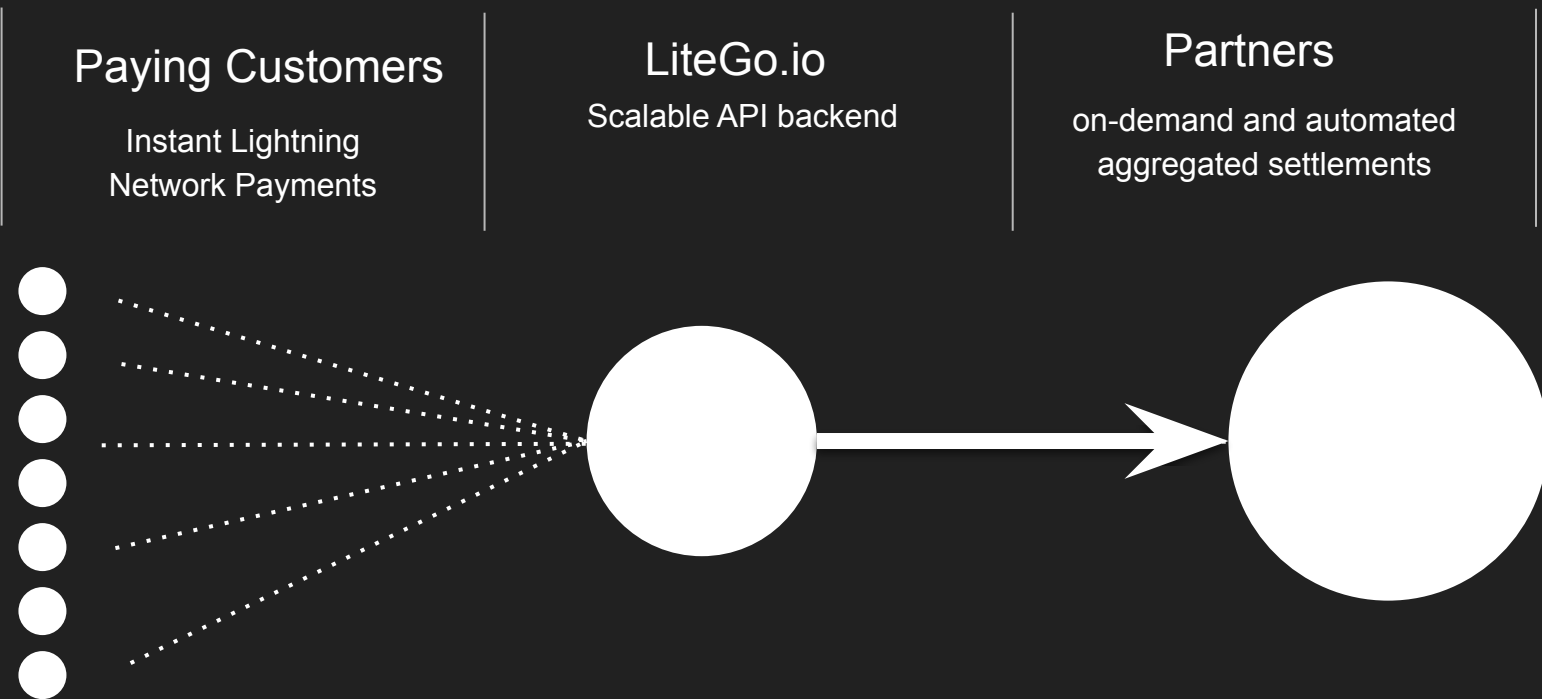 Paying Customers
Instant Lightning
Network Payments
LiteGo.io
Scalable API backend
Partners
on-demand and automated
aggregated settlements